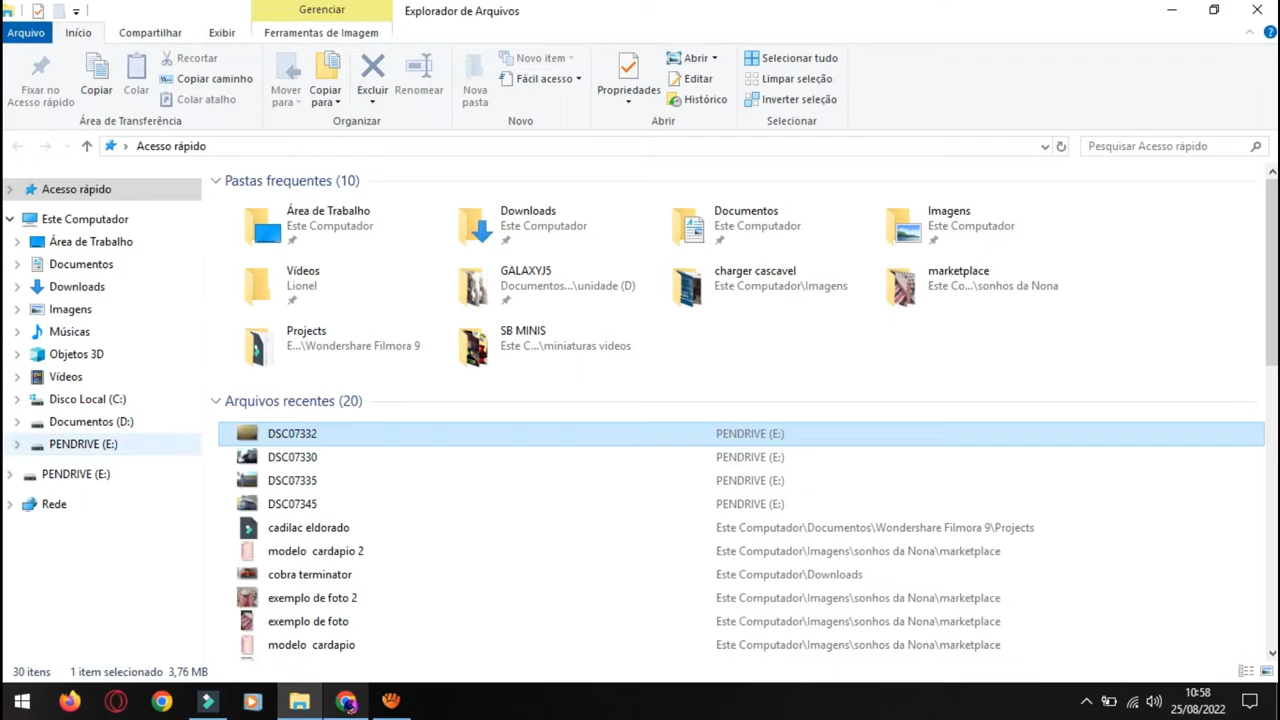 Gerenciar
Explorador de Arquivos
Arquivo
Início
Compartilhar
Exibir
Ferramentas de Imagem
Fixar no
Acesso rápido
Copiar
Colar
Recortar
Copiar caminho
Colar atalho
Área de Transferência
Mover
para
Copiar
para
Excluir
Renomear
Organizar
Nova
pasta
Novo item
Fácil acesso
Novo
Propriedades
Abrir
Editar
Histórico
Abrir
Selecionar tudo
Limpar seleção
Inverter seleção
Selecionar
Acesso rápido
Pesquisar Acesso rápido
Acesso rápido
Este Computador
Área de Trabalho
Documentos
Downloads
Imagens
Músicas
Objetos 3D
Vídeos
Disco Local (C:)
Documentos (D:)
PENDRIVE (E:)
PENDRIVE (E:)
Rede
Pastas frequentes (10)
Área de Trabalho
Este Computador
Downloads
Este Computador
Documentos
Este Computador
Imagens
Este Computador
Vídeos
Lionel
GALAXYJ5
Documentos...\unidade (D)
charger cascavel
Este Computador\Imagens
marketplace
Este Co...\sonhos da Nona
Projects
E...\Wondershare Filmora 9
SB MINIS
Este C...\miniaturas videos
Arquivos recentes (20)
DSC07332 PENDRIVE (E:)
DSC07330 PENDRIVE (E:)
DSC07335 PENDRIVE (E:)
DSC07345 PENDRIVE (E:)
cadilac eldorado Este Computador\Documentos\Wondershare Filmora 9\Projects
modelo cardapio 2 Este Computador\Imagens\sonhos da Nona\marketplace
cobra terminator Este Computador\Downloads
exemplo de foto 2 Este Computador\Imagens\sonhos da Nona\marketplace
exemplo de foto Este Computador\Imagens\sonhos da Nona\marketplace
modelo cardapio Este Computador\Imagens\sonhos da Nona\marketplace
30 itens 1 item selecionado 3,76 MB
10:58
25/08/2022